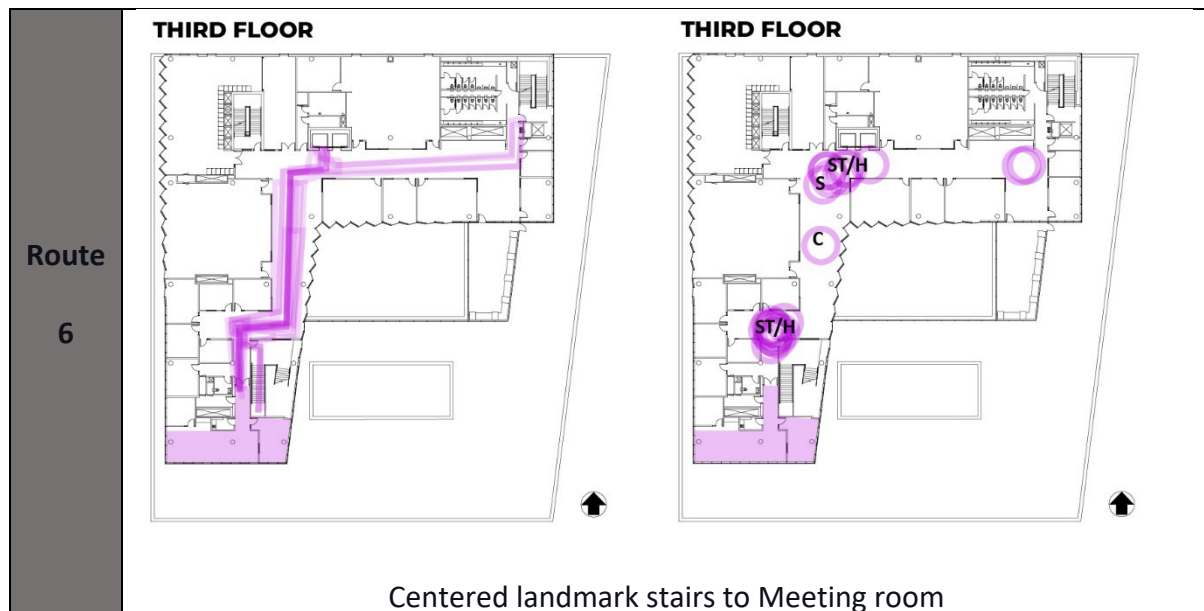 Route
6
THIRD FLOOR
THIRD FLOOR
ST/H
S
C
ST/H
Centered landmark stairs to Meeting room